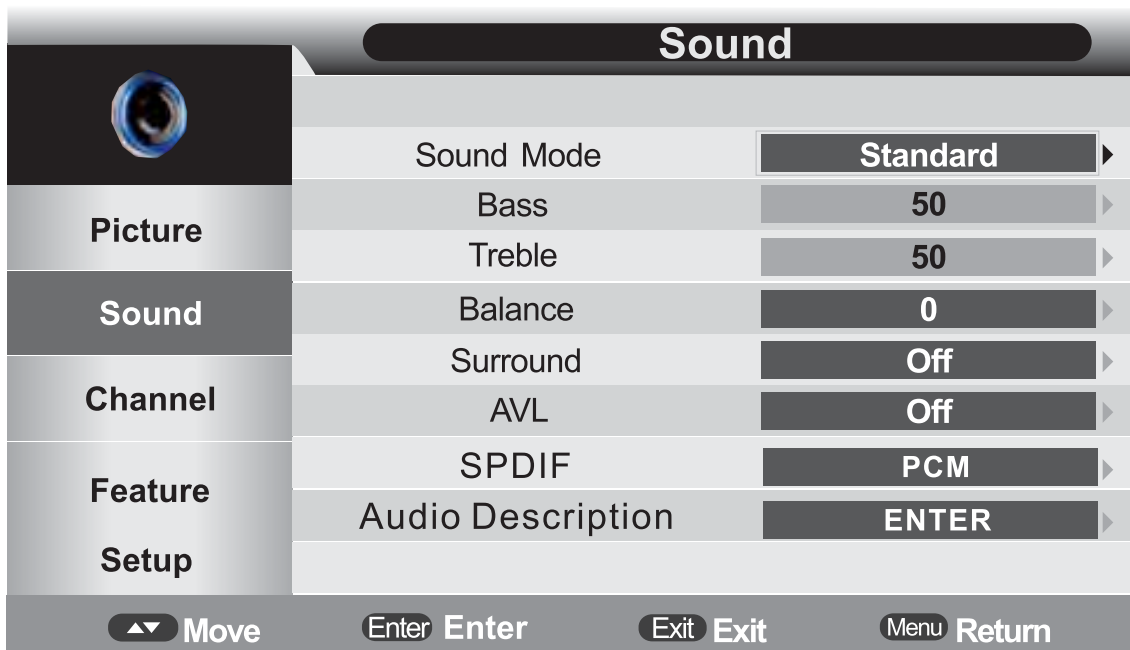 Sound
Picture
Sound
Channel
Feature
Setup
Sound Mode Standard
Bass 50
Treble 50
Balance 0
Surround Off
AVL Off
SPDIF PCM
Audio Description ENTER
Move Enter Enter Exit Exit Menu Return